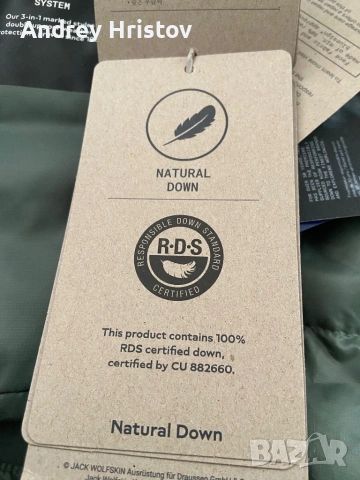 Andrey Hristov
SYSTEM
Our 3-in-1
NATURAL
DOWN
RESPONSIBLE DOWN STANDARD
R·D·S
CERTIFIED
This product contains 100%
RDS certified down,
certified by CU 882660.
Natural Down
© JACK WOLFSKIN Ausrüstung für Draussen GmbH
BAZAR